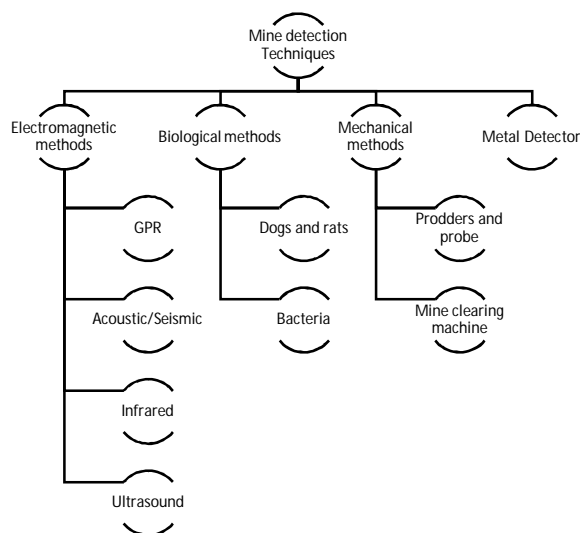 Mine detection
Techniques
Electromagnetic
methods
Biological methods
Mechanical
methods
Metal Detector
GPR
Dogs and rats
Prodders and
probe
Acoustic/Seismic
Bacteria
Mine clearing
machine
Infrared
Ultrasound